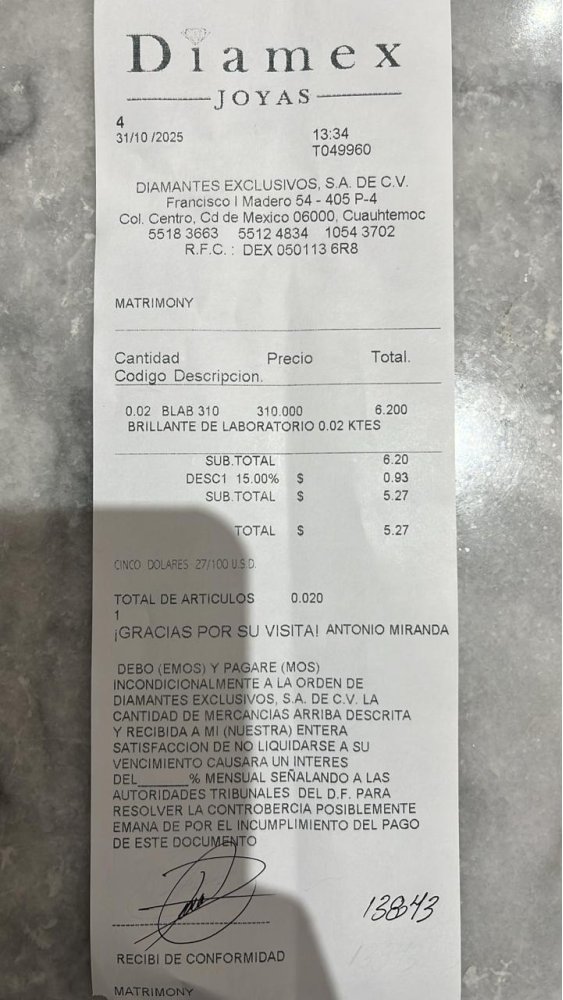 Diamex
JOYAS
4
31/10 /2025 13:34
T049960
DIAMANTES EXCLUSIVOS, S.A. DE C.V.
Francisco I Madero 54 - 405 P-4
Col. Centro, Cd de Mexico 06000, Cuauhtemoc
5518 3663 5512 4834 1054 3702
R.F.C. : DEX 050113 6R8
MATRIMONY
Cantidad Precio Total.
Codigo Descripcion.
0.02 BLAB 310 310.000 6.200
BRILLANTE DE LABORATORIO 0.02 KTES
SUB.TOTAL 6.20
DESC1 15.00% $ 0.93
SUB.TOTAL $ 5.27
TOTAL $ 5.27
CINCO DOLARES 27/100 U.S.D.
TOTAL DE ARTICULOS 0.020
1
¡GRACIAS POR SU VISITA! ANTONIO MIRANDA
DEBO (EMOS) Y PAGARE (MOS)
INCONDICIONALMENTE A LA ORDEN DE
DIAMANTES EXCLUSIVOS, S.A. DE C.V. LA
CANTIDAD DE MERCANCIAS ARRIBA DESCRITA
Y RECIBIDA A MI (NUESTRA) ENTERA
SATISFACCION DE NO LIQUIDARSE A SU
VENCIMIENTO CAUSARA UN INTERES
DEL______% MENSUAL SEÑALANDO A LAS
AUTORIDADES TRIBUNALES DEL D.F. PARA
RESOLVER LA CONTROBERCIA POSIBLEMENTE
EMANA DE POR EL INCUMPLIMIENTO DEL PAGO
DE ESTE DOCUMENTO
RECIBI DE CONFORMIDAD
MATRIMONY